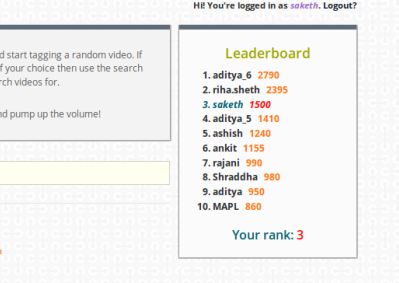 Hi! You're logged in as saketh. Logout?
d start tagging a random video. If
f your choice then use the search
rch videos for.
nd pump up the volume!
Leaderboard
1. aditya_6 2790
2. riha.sheth 2395
3. saketh 1500
4. aditya_5 1410
5. ashish 1240
6. ankit 1155
7. rajani 990
8. Shraddha 980
9. aditya 950
10. MAPL 860
Your rank: 3